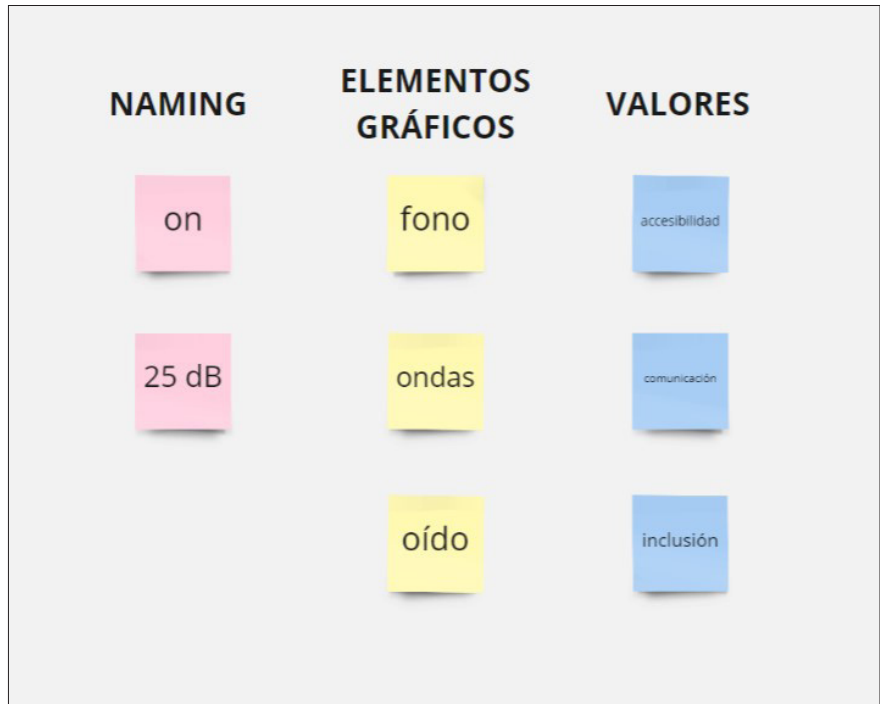 NAMING
ELEMENTOS
GRÁFICOS
VALORES
on
fono
accesibilidad
25 dB
ondas
comunicación
oído
inclusión